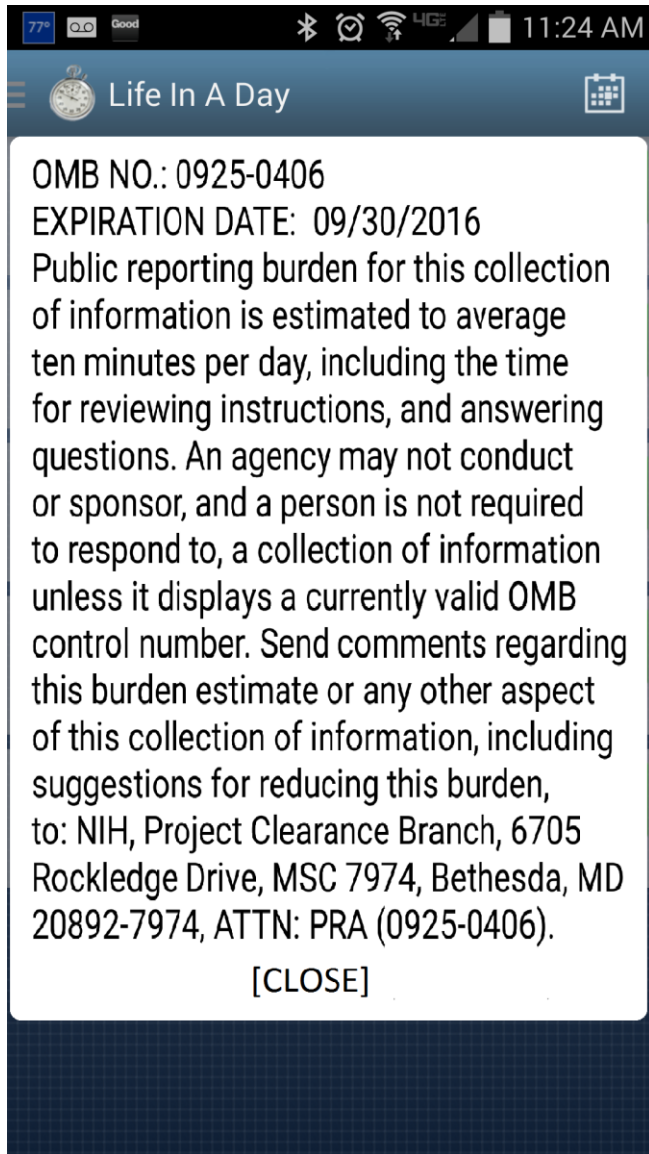 77°
Good
4GE
11:24 AM
Life In A Day
OMB NO.: 0925-0406
EXPIRATION DATE:  09/30/2016
Public reporting burden for this collection
of information is estimated to average
ten minutes per day, including the time
for reviewing instructions, and answering
questions. An agency may not conduct
or sponsor, and a person is not required
to respond to, a collection of information
unless it displays a currently valid OMB
control number. Send comments regarding
this burden estimate or any other aspect
of this collection of information, including
suggestions for reducing this burden,
to: NIH, Project Clearance Branch, 6705
Rockledge Drive, MSC 7974, Bethesda, MD
20892-7974, ATTN: PRA (0925-0406).
[CLOSE]